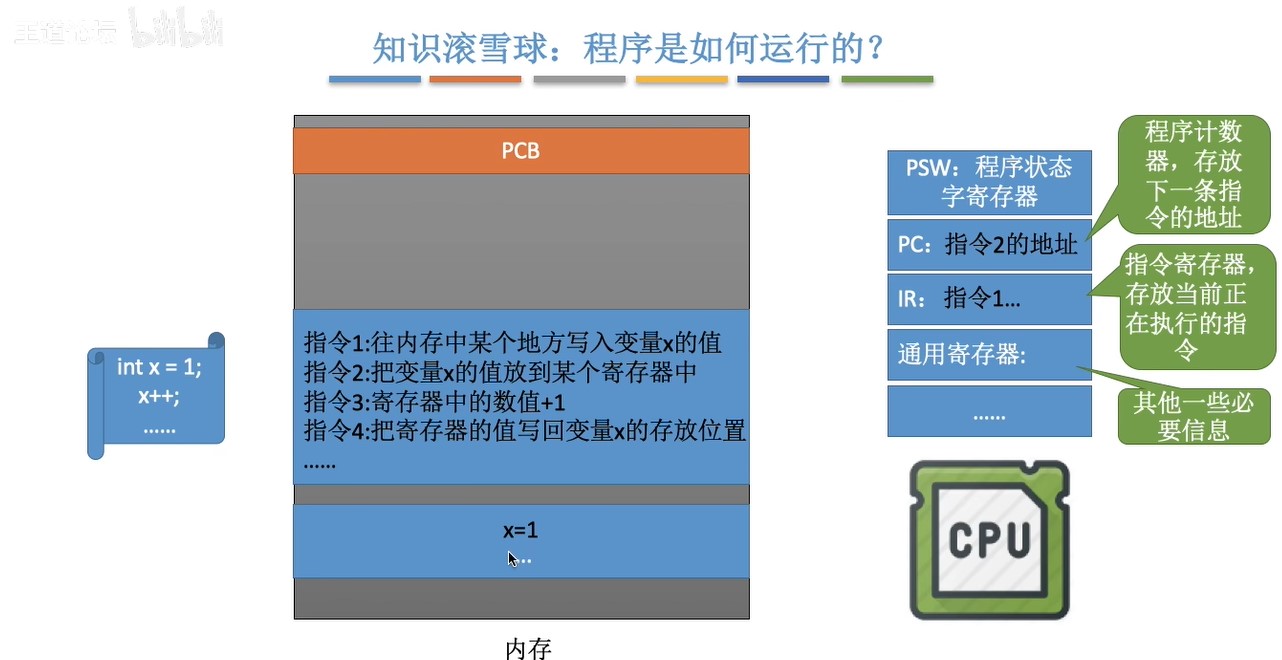 王道论坛 bilibili
知识滚雪球：程序是如何运行的？
PCB
int x = 1;
x++;
......
指令1:往内存中某个地方写入变量x的值
指令2:把变量x的值放到某个寄存器中
指令3:寄存器中的数值+1
指令4:把寄存器的值写回变量x的存放位置
......
x=1
...
内存
PSW：程序状态
字寄存器
PC：指令2的地址
IR：指令1...
通用寄存器:
......
程序计数
器，存放
下一条指
令的地址
指令寄存器，
存放当前正
在执行的指
令
其他一些必
要信息
CPU